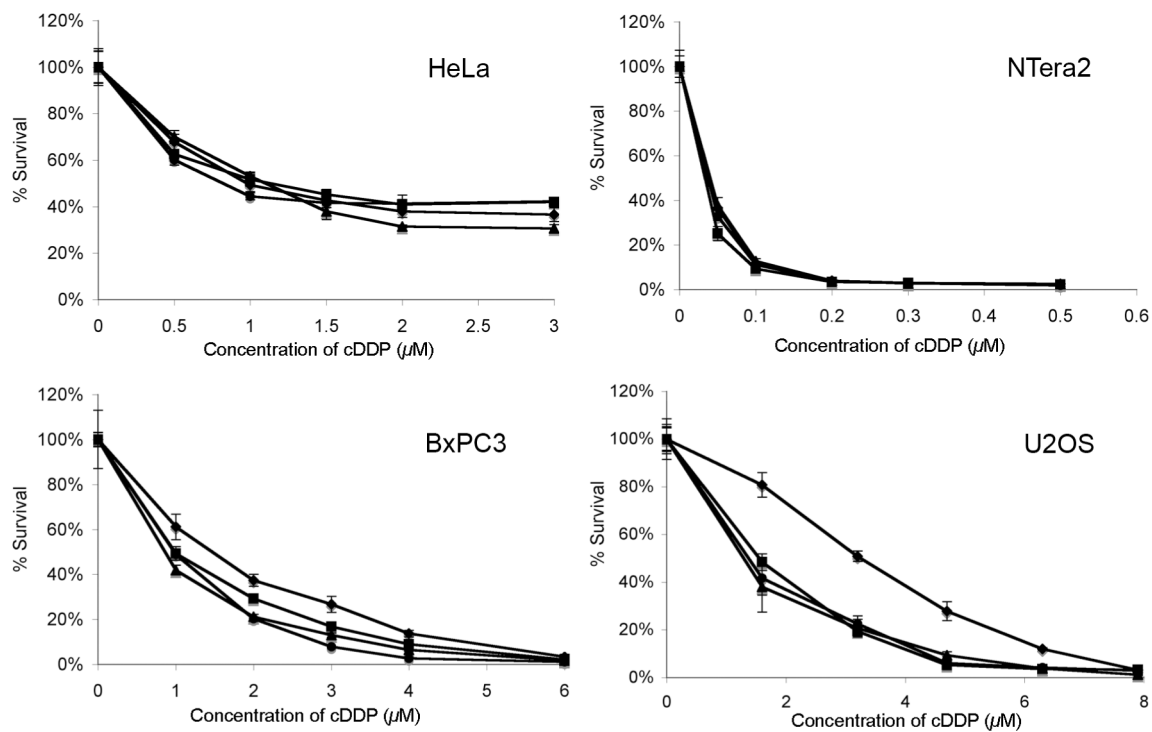 HeLa
% Survival
120%
100%
80%
60%
40%
20%
0%
0 0.5 1 1.5 2 2.5 3
Concentration of cDDP (µM)
NTera2
% Survival
120%
100%
80%
60%
40%
20%
0%
0 0.1 0.2 0.3 0.4 0.5 0.6
Concentration of cDDP (µM)
BxPC3
% Survival
120%
100%
80%
60%
40%
20%
0%
0 1 2 3 4 5 6
Concentration of cDDP (µM)
U2OS
% Survival
120%
100%
80%
60%
40%
20%
0%
0 2 4 6 8
Concentration of cDDP (µM)